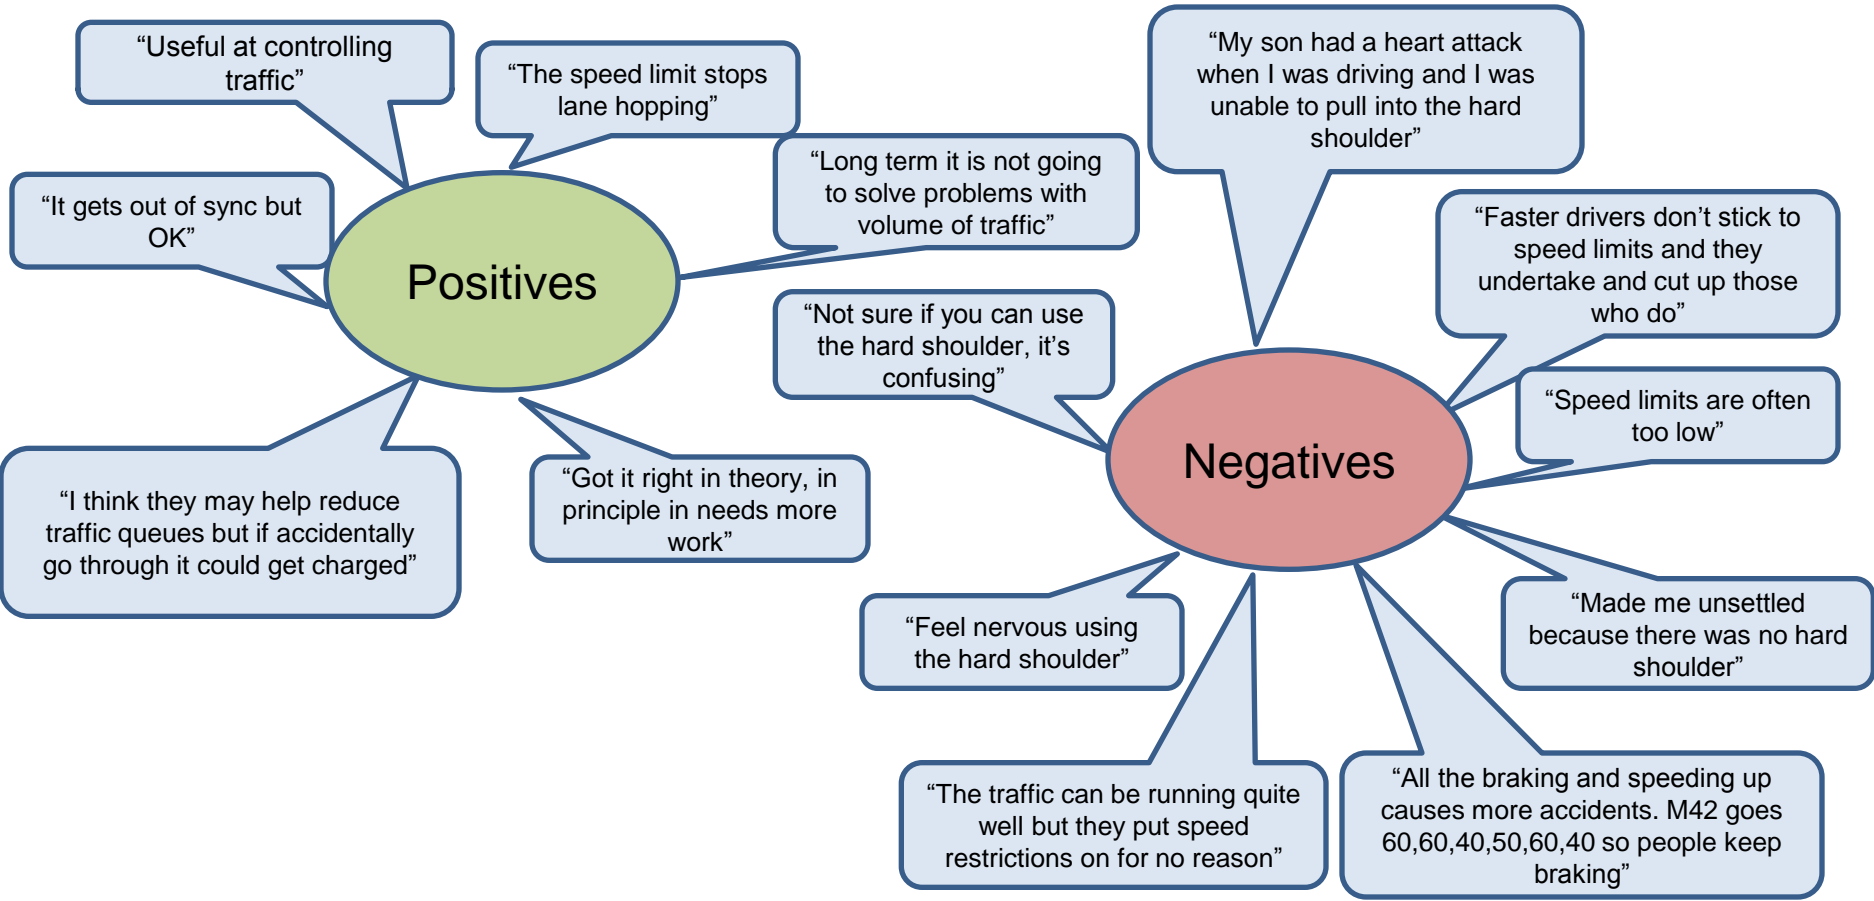 “Useful at controlling
traffic”
“The speed limit stops
lane hopping”
“It gets out of sync but
OK”
“Long term it is not going
to solve problems with
volume of traffic”
Positives
“I think they may help reduce
traffic queues but if accidentally
go through it could get charged”
“Got it right in theory, in
principle in needs more
work”
“My son had a heart attack
when I was driving and I was
unable to pull into the hard
shoulder”
“Faster drivers don’t stick to
speed limits and they
undertake and cut up those
who do”
“Not sure if you can use
the hard shoulder, it’s
confusing”
“Speed limits are often
too low”
Negatives
“Feel nervous using
the hard shoulder”
“Made me unsettled
because there was no hard
shoulder”
“The traffic can be running quite
well but they put speed
restrictions on for no reason”
“All the braking and speeding up
causes more accidents. M42 goes
60,60,40,50,60,40 so people keep
braking”